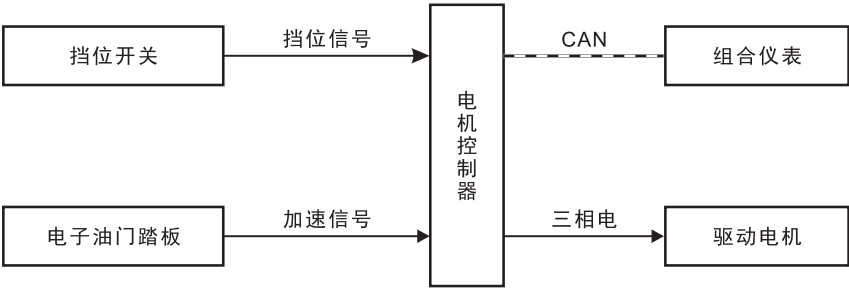 挡位开关
挡位信号
CAN
组合仪表
电机控制器
电子油门踏板
加速信号
三相电
驱动电机